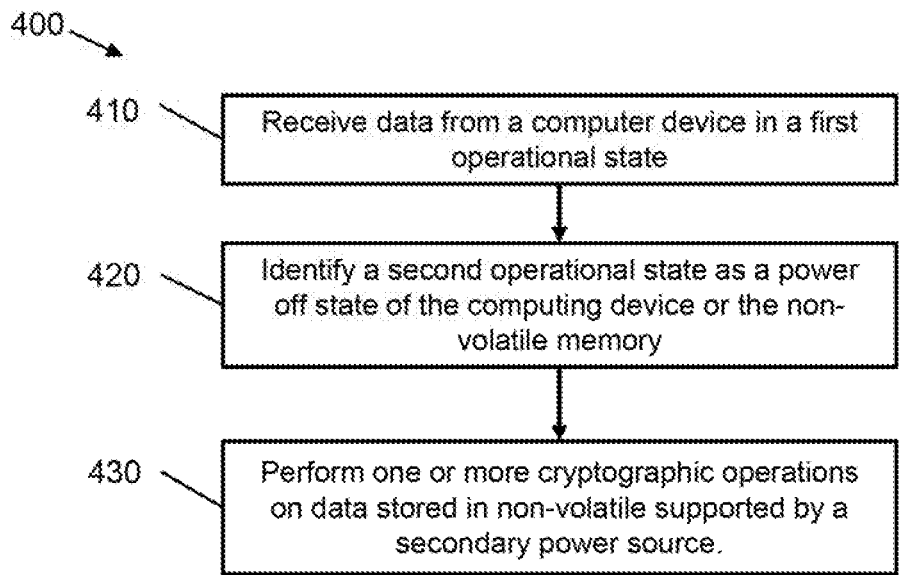 400
410
Receive data from a computer device in a first
operational state
420
Identify a second operational state as a power
off state of the computing device or the non-
volatile memory
430
Perform one or more cryptographic operations
on data stored in non-volatile supported by a
secondary power source.